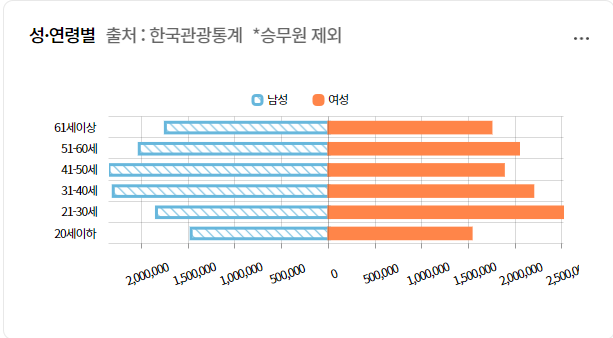 성·연령별 출처 : 한국관광통계 *승무원 제외
남성 여성
61세이상
51-60세
41-50세
31-40세
21-30세
20세이하
2,000,000 1,500,000 1,000,000 500,000 0 500,000 1,000,000 1,500,000 2,000,000 2,500,0